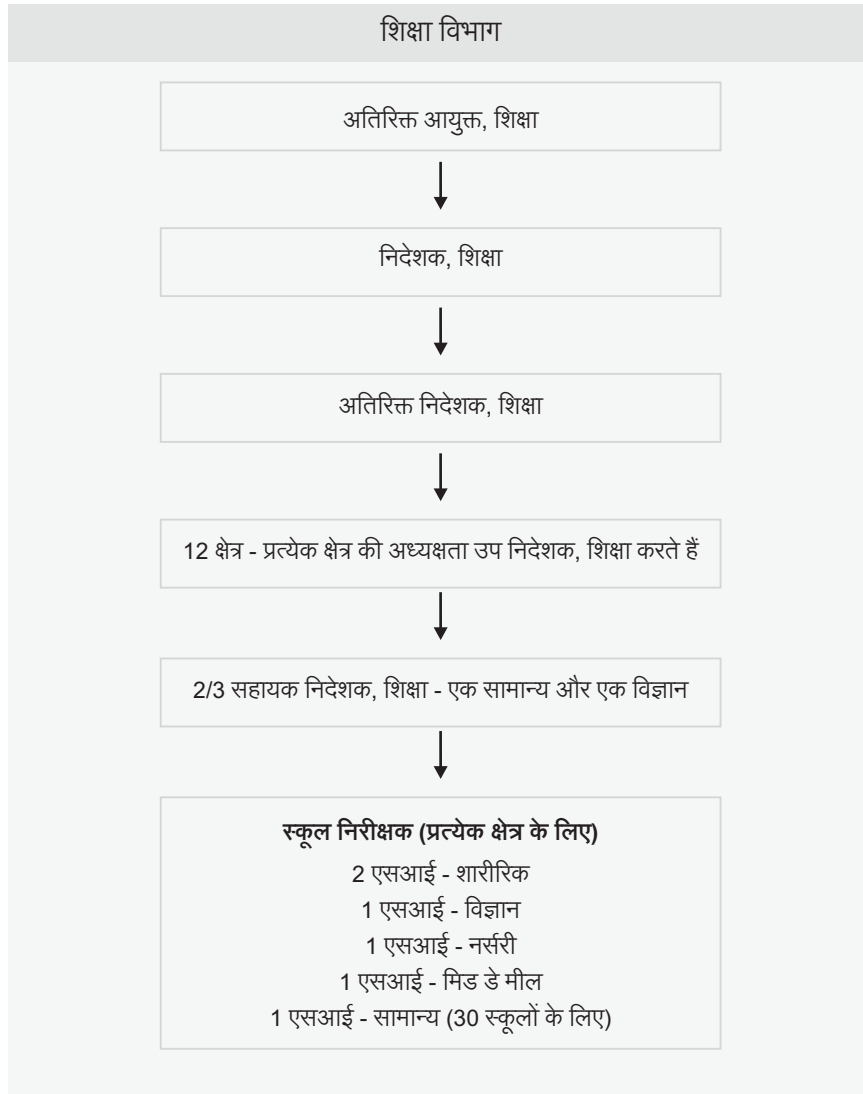 शिक्षा विभाग
अतिरिक्त आयुक्त, शिक्षा
निदेशक, शिक्षा
अतिरिक्त निदेशक, शिक्षा
12 क्षेत्र - प्रत्येक क्षेत्र की अध्यक्षता उप निदेशक, शिक्षा करते हैं
2/3 सहायक निदेशक, शिक्षा - एक सामान्य और एक विज्ञान
स्कूल निरीक्षक (प्रत्येक क्षेत्र के लिए)
2 एसआई - शारीरिक
1 एसआई - विज्ञान
1 एसआई - नर्सरी
1 एसआई - मिड डे मील
1 एसआई - सामान्य (30 स्कूलों के लिए)